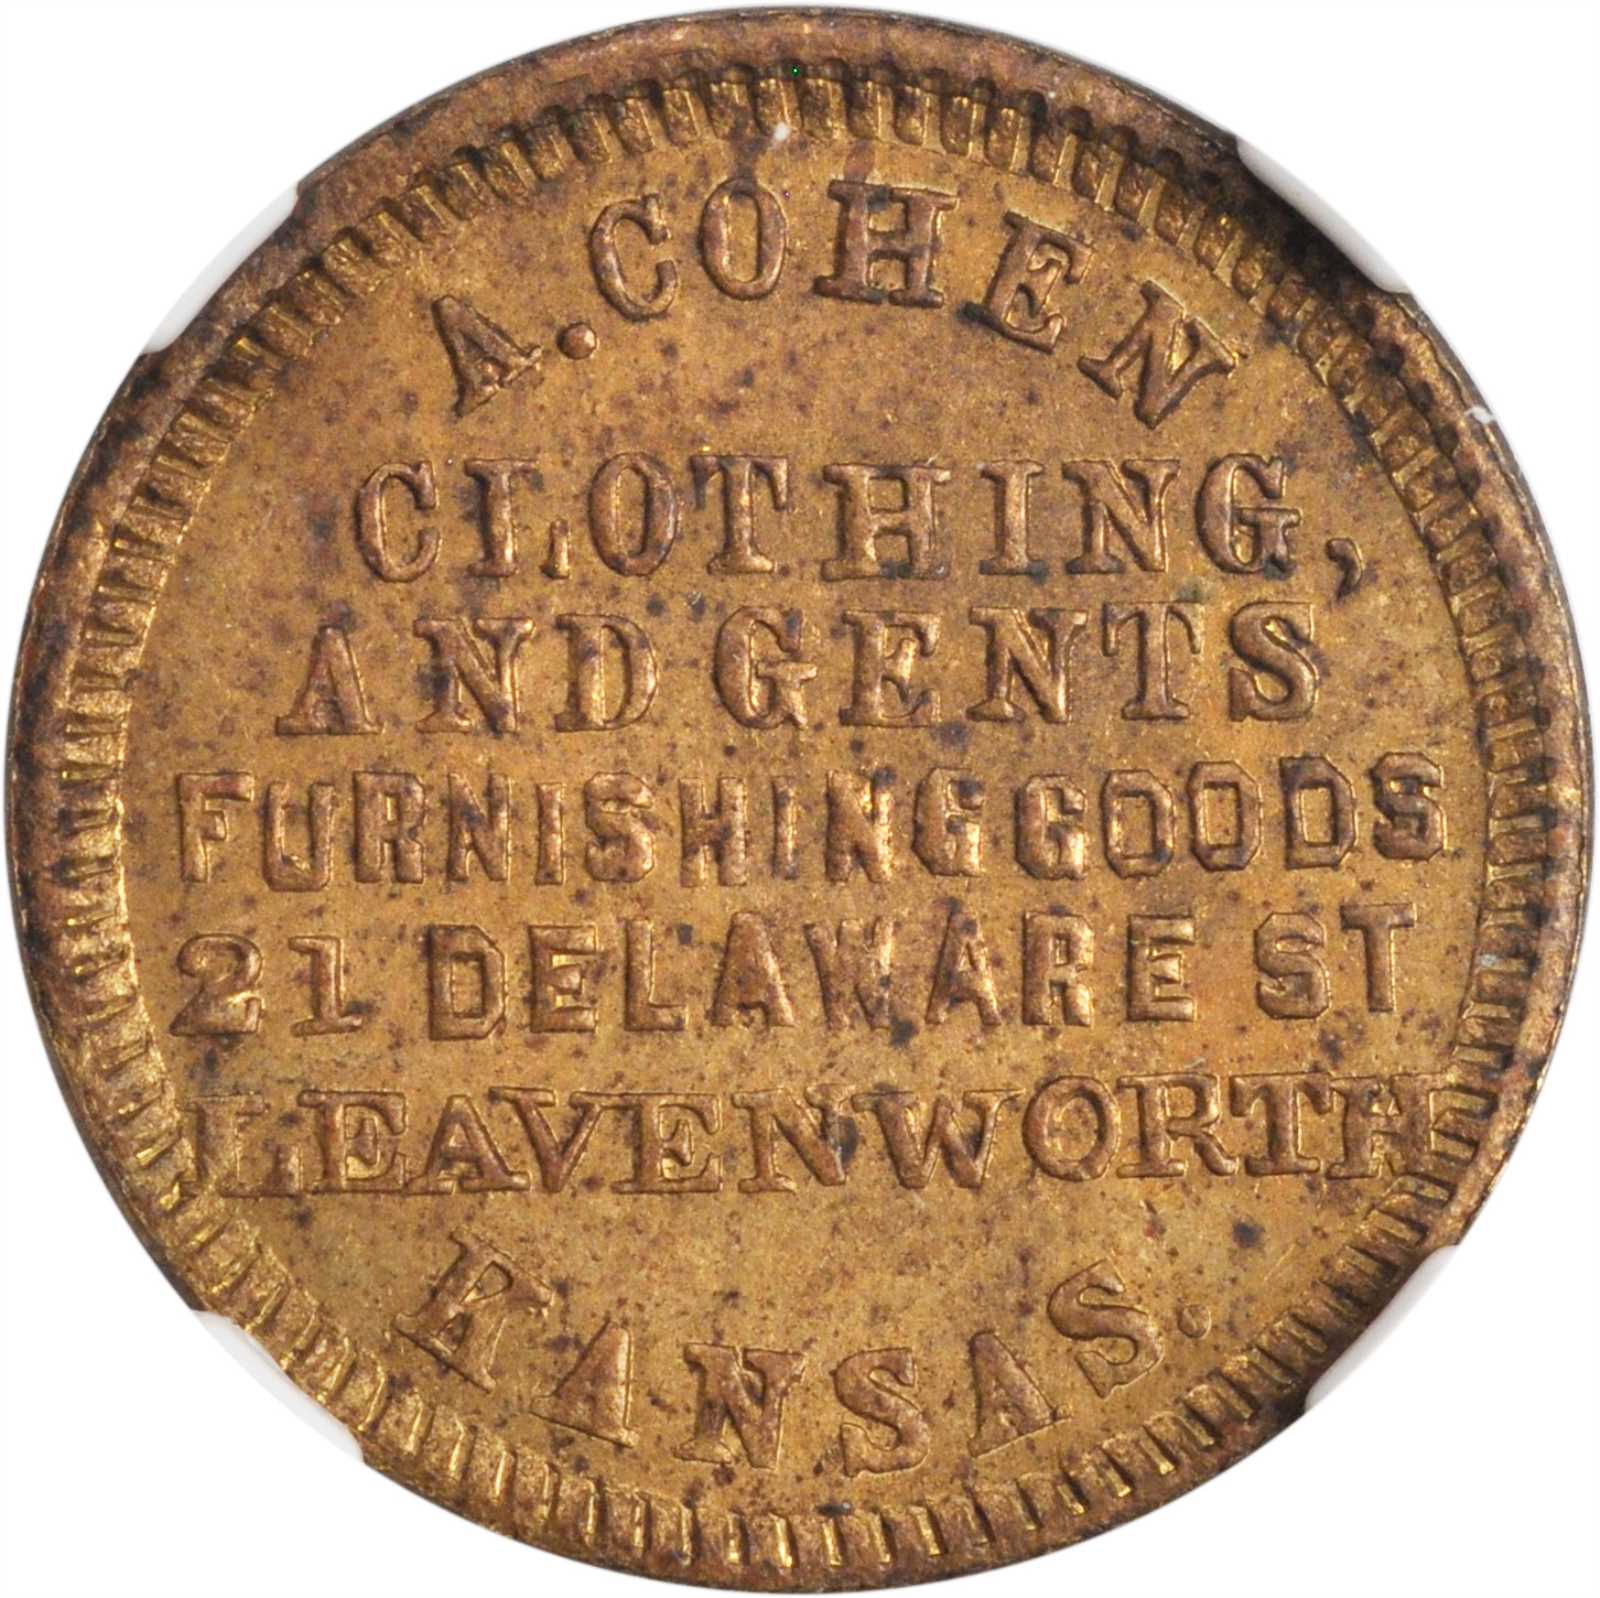 A. COHEN
CLOTHING,
AND GENTS
FURNISHING GOODS
21 DELAWARE ST
LEAVENWORTH
KANSAS.